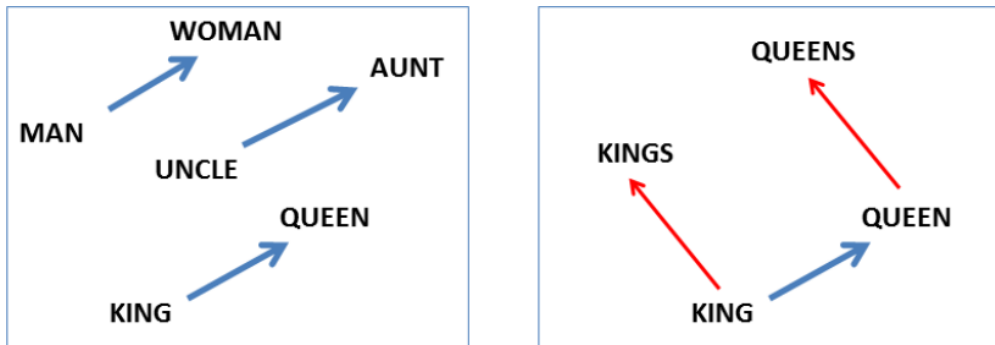 WOMAN
AUNT
MAN
UNCLE
QUEEN
KING
QUEENS
KINGS
QUEEN
KING